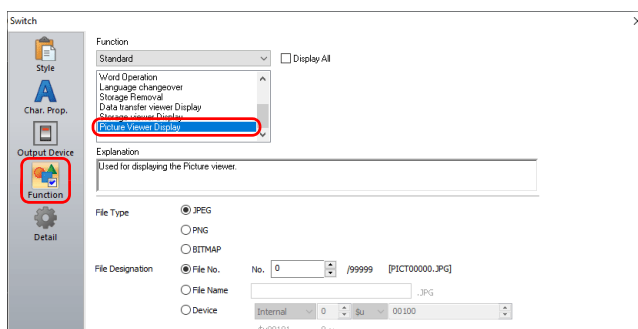 Switch
Function
Standard
Display All
Style
Word Operation
Language changeover
Storage Removal
Data transfer viewer Display
Storage viewer Display
Picture Viewer Display
Char. Prop.
Output Device
Explanation
Used for displaying the Picture viewer.
Function
File Type JPEG
PNG
BITMAP
Detail
File Designation File No. No. 0 /99999 [PICT00000.JPG]
File Name .JPG
Device Internal 0 $u 00100